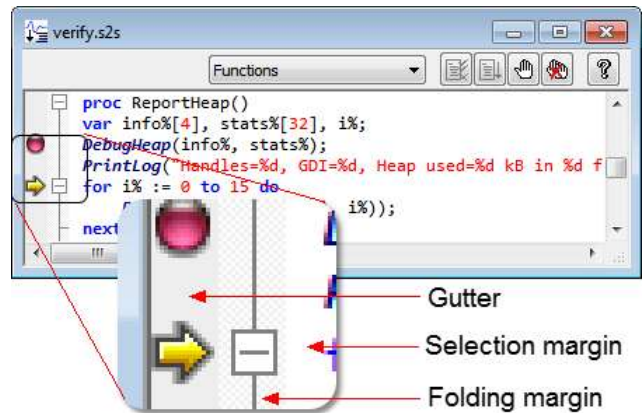 verify.s2s
Functions
proc ReportHeap()
var info%[4], stats%[32], i%;
DebugHeap(info%, stats%);
PrintLog("Handles=%d, GDI=%d, Heap used=%d kB in %d f
for i% := 0 to 15 do
i%));
next
Gutter
Selection margin
Folding margin